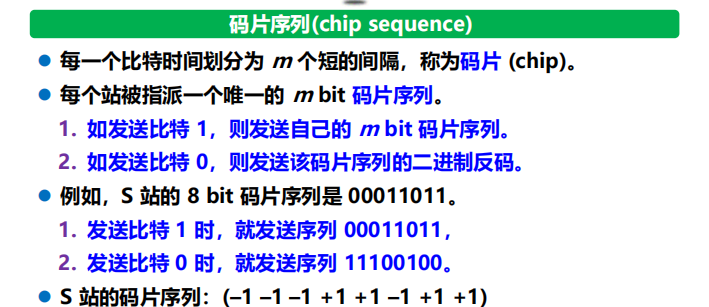 码片序列(chip sequence)
每一个比特时间划分为 m 个短的间隔，称为码片 (chip)。
每个站被指派一个唯一的 m bit 码片序列。
1. 如发送比特 1，则发送自己的 m bit 码片序列。
2. 如发送比特 0，则发送该码片序列的二进制反码。
例如，S 站的 8 bit 码片序列是 00011011。
1. 发送比特 1 时，就发送序列 00011011，
2. 发送比特 0 时，就发送序列 11100100。
S 站的码片序列：(–1 –1 –1 +1 +1 –1 +1 +1)